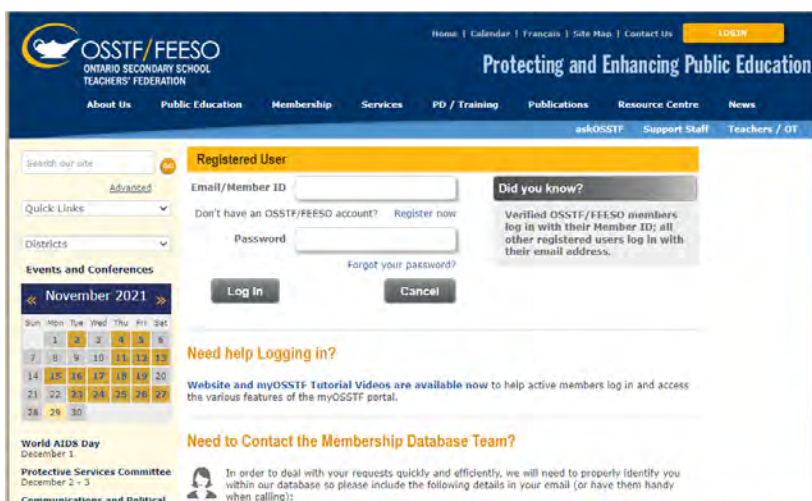 Home | Calendar | Français | Site Map | Contact Us
LOGIN
OSSTF/FEESO
ONTARIO SECONDARY SCHOOL
TEACHERS' FEDERATION
Protecting and Enhancing Public Education
About Us Public Education Membership Services PD / Training Publications Resource Centre News
askOSSTF Support Staff Teachers / OT
Search our site
GO
Advanced
Quick Links
Districts
Events and Conferences
« November 2021 »
Sun Mon Tue Wed Thu Fri Sat
1 2 3 4 5 6
7 8 9 10 11 12 13
14 15 16 17 18 19 20
21 22 23 24 25 26 27
28 29 30
World AIDS Day
December 1
Protective Services Committee
December 2 - 3
Communications and Political
Registered User
Email/Member ID
Don't have an OSSTF/FEESO account? Register now
Password
Forgot your password?
Log In
Cancel
Did you know?
Verified OSSTF/FEESO members
log in with their Member ID; all
other registered users log in with
their email address.
Need help Logging in?
Website and myOSSTF Tutorial Videos are available now to help active members log in and access
the various features of the myOSSTF portal.
Need to Contact the Membership Database Team?
In order to deal with your requests quickly and efficiently, we will need to properly identify you
within our database so please include the following details in your email (or have them handy
when calling):